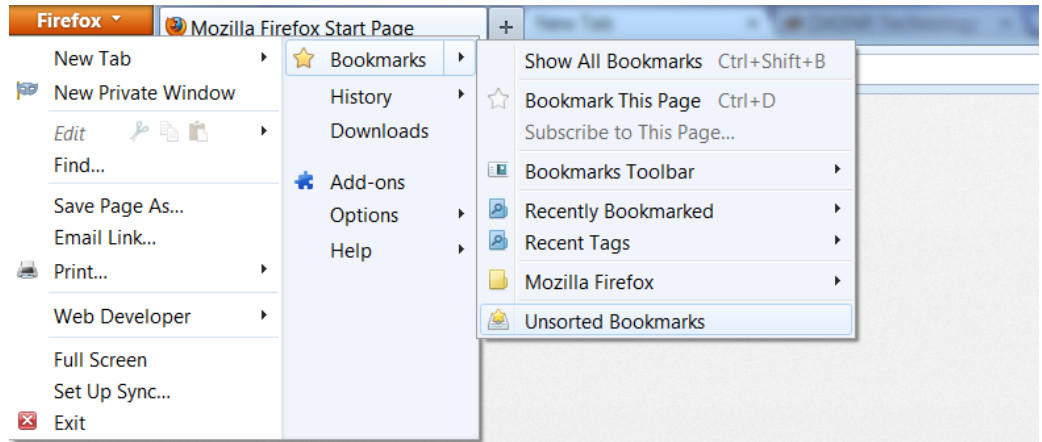 Firefox
Mozilla Firefox Start Page
+
New Tab
New Tab
New Private Window
Edit
Find...
Save Page As...
Email Link...
Print...
Web Developer
Full Screen
Set Up Sync...
Exit
Bookmarks
History
Downloads
Add-ons
Options
Help
Show All Bookmarks Ctrl+Shift+B
Bookmark This Page Ctrl+D
Subscribe to This Page...
Bookmarks Toolbar
Recently Bookmarked
Recent Tags
Mozilla Firefox
Unsorted Bookmarks